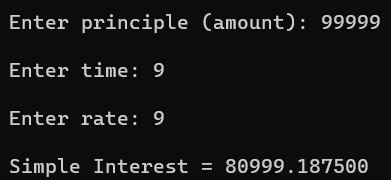 Enter principle (amount): 99999
Enter time: 9
Enter rate: 9
Simple Interest = 80999.187500